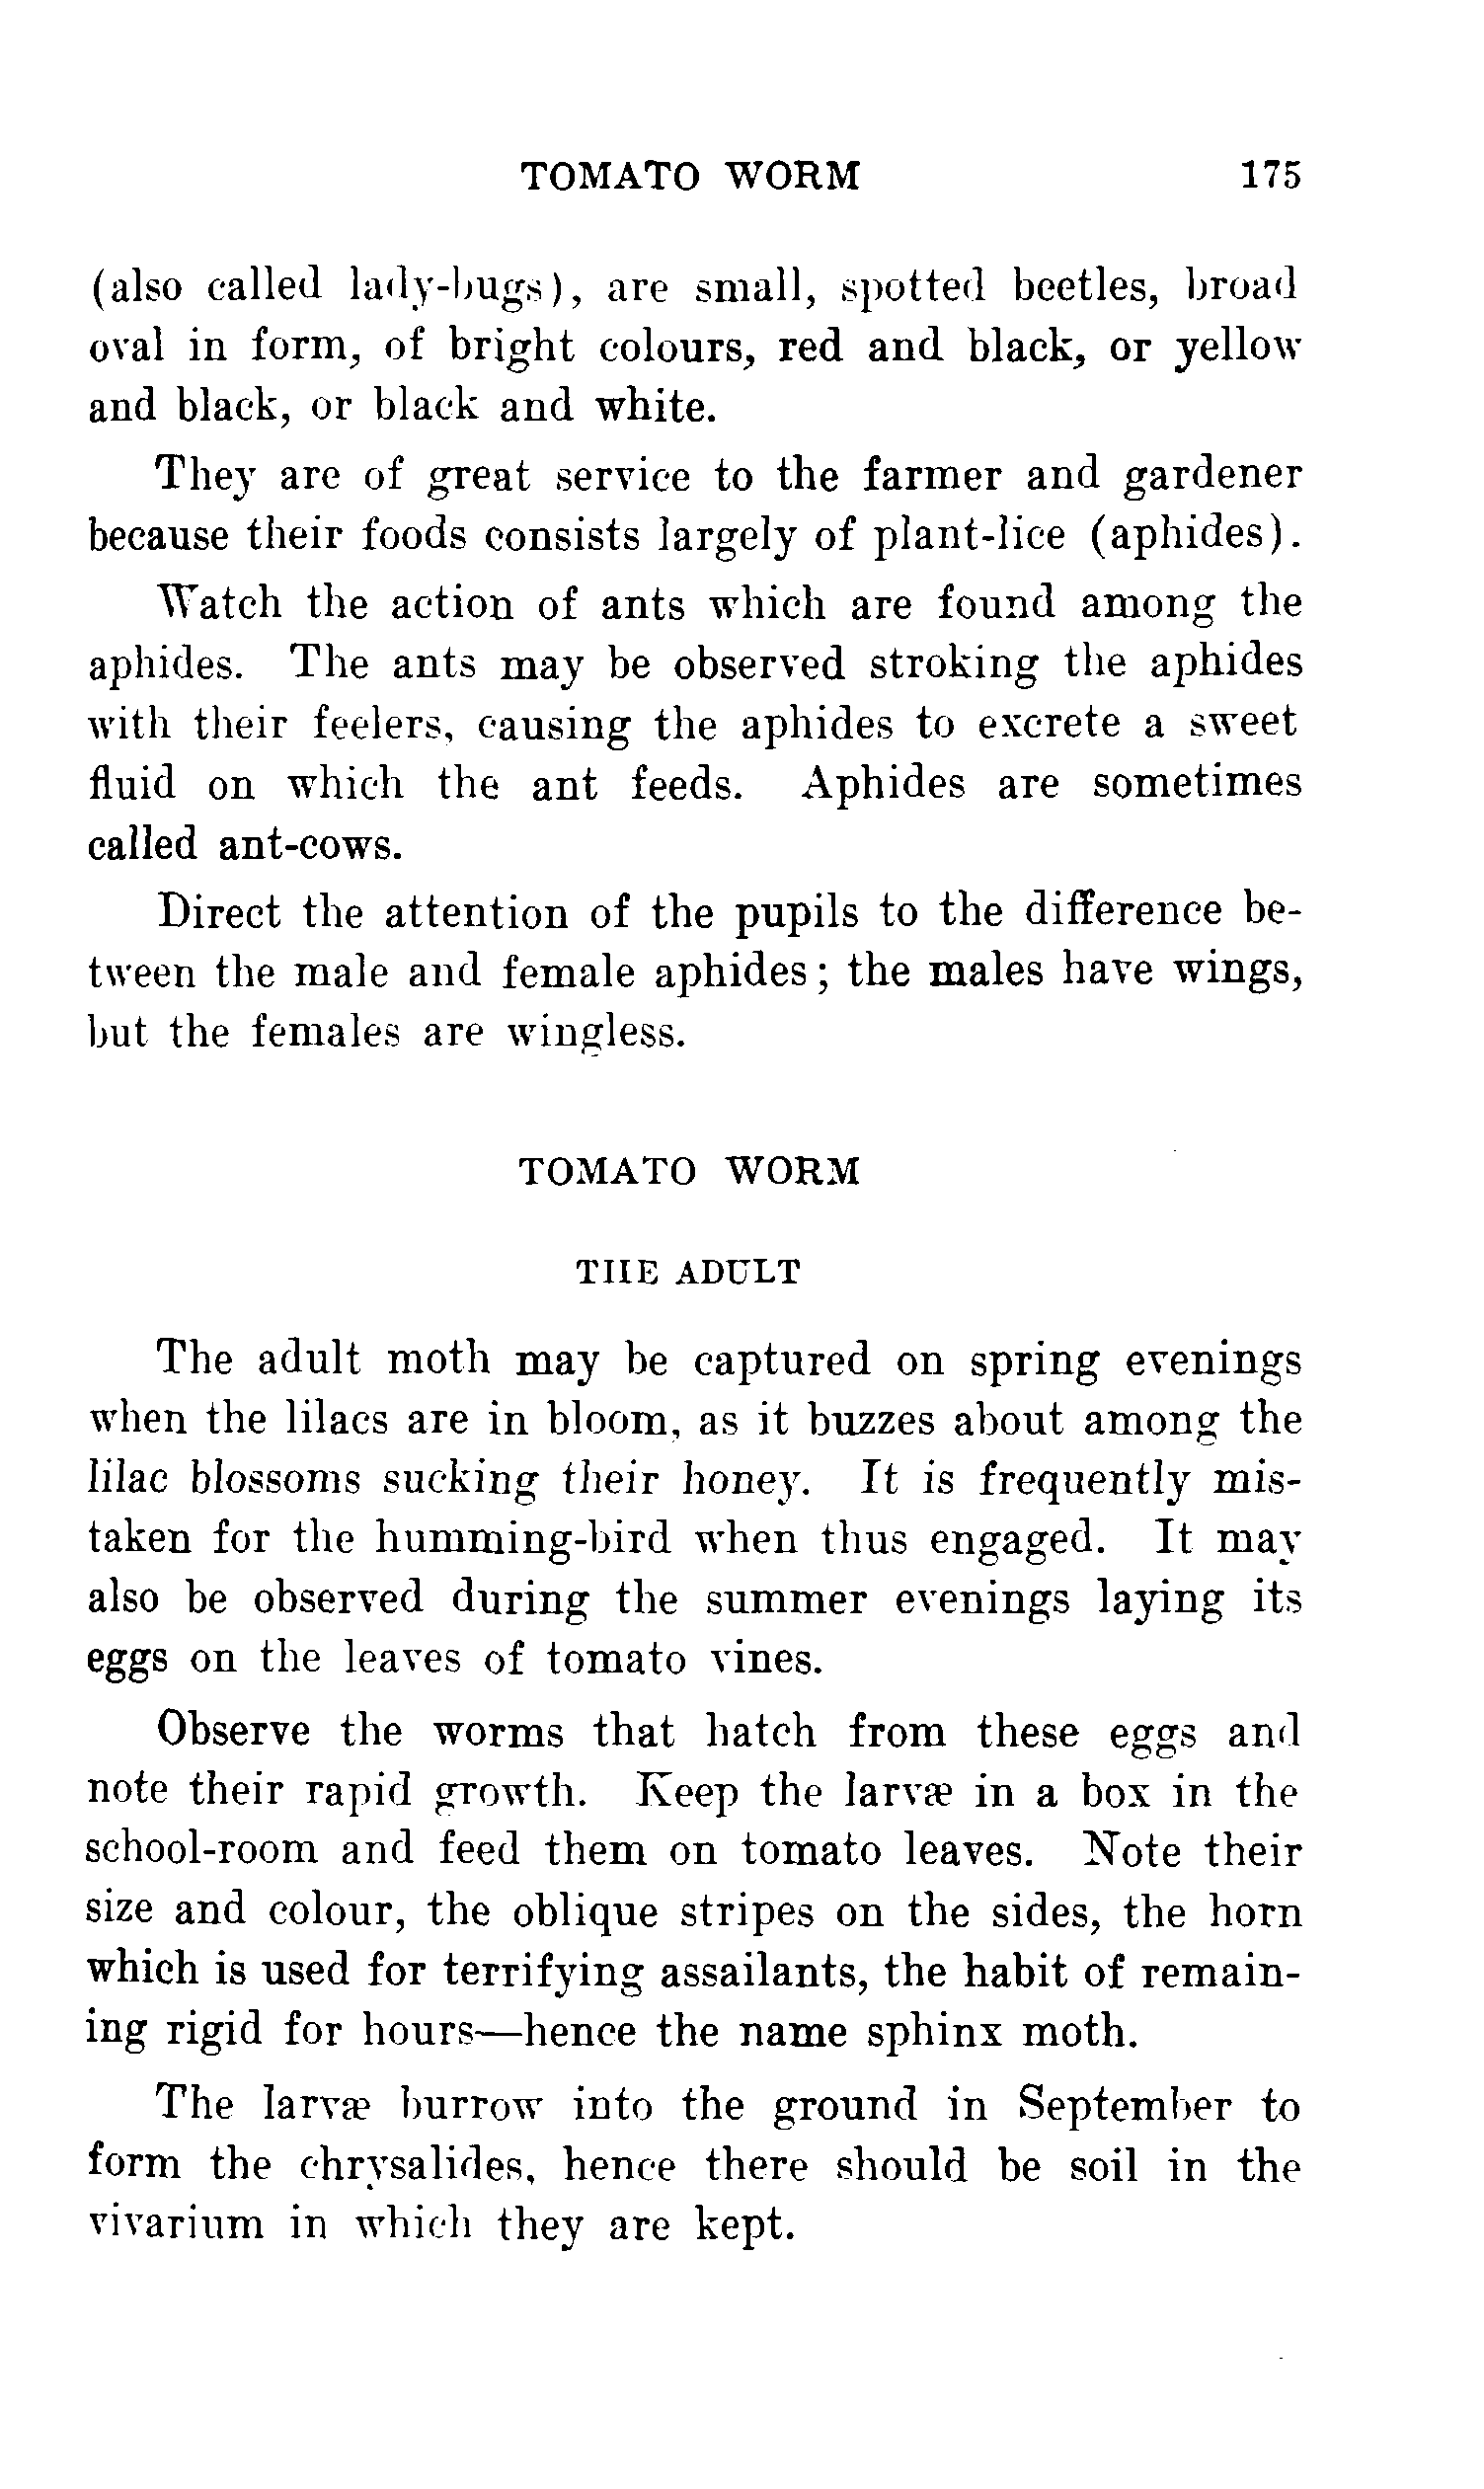 TOMATO WORM 175
(also called lady-bugs), are small, spotted beetles, broad
oval in form, of bright colours, red and black, or yellow
and black, or black and white.
They are of great service to the farmer and gardener
because their foods consists largely of plant-lice (aphides).
Watch the action of ants which are found among the
aphides. The ants may be observed stroking the aphides
with their feelers, causing the aphides to excrete a sweet
fluid on which the ant feeds. Aphides are sometimes
called ant-cows.
Direct the attention of the pupils to the difference be-
tween the male and female aphides; the males have wings,
but the females are wingless.
TOMATO WORM
THE ADULT
The adult moth may be captured on spring evenings
when the lilacs are in bloom, as it buzzes about among the
lilac blossoms sucking their honey. It is frequently mis-
taken for the humming-bird when thus engaged. It may
also be observed during the summer evenings laying its
eggs on the leaves of tomato vines.
Observe the worms that hatch from these eggs and
note their rapid growth. Keep the larvæ in a box in the
school-room and feed them on tomato leaves. Note their
size and colour, the oblique stripes on the sides, the horn
which is used for terrifying assailants, the habit of remain-
ing rigid for hours—hence the name sphinx moth.
The larvæ burrow into the ground in September to
form the chrysalides, hence there should be soil in the
vivarium in which they are kept.